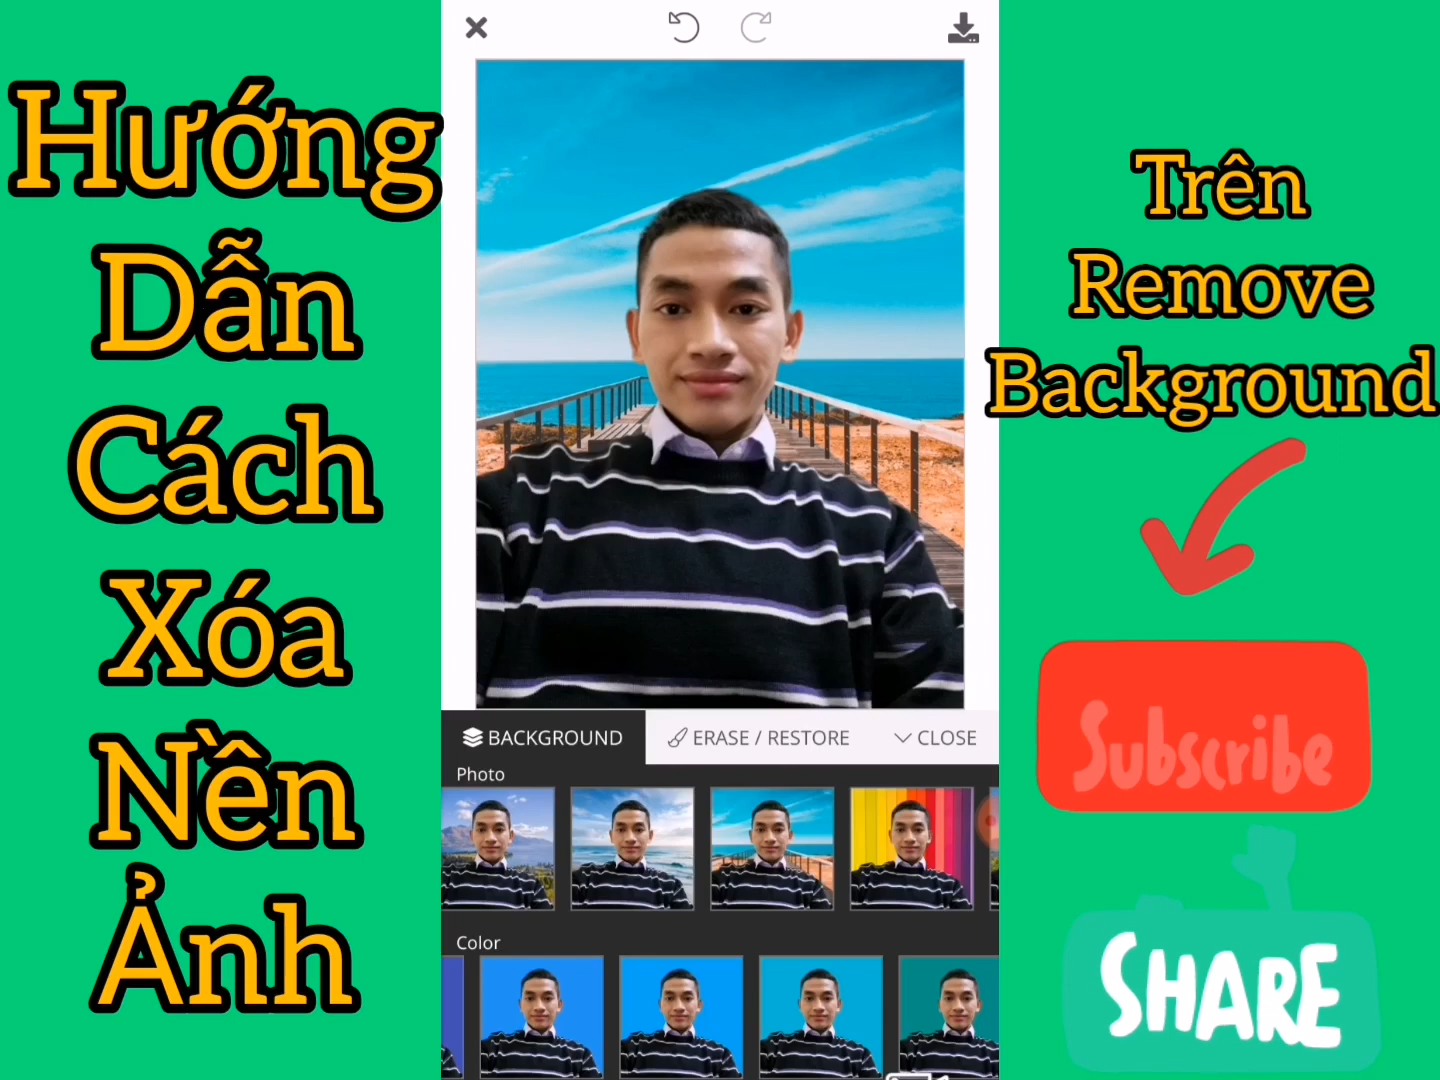 Hướng
Dẫn
Cách
Xóa
Nền
Ảnh
BACKGROUND
ERASE / RESTORE
CLOSE
Photo
Color
Trên
Remove
Background
Subscribe
SHARE